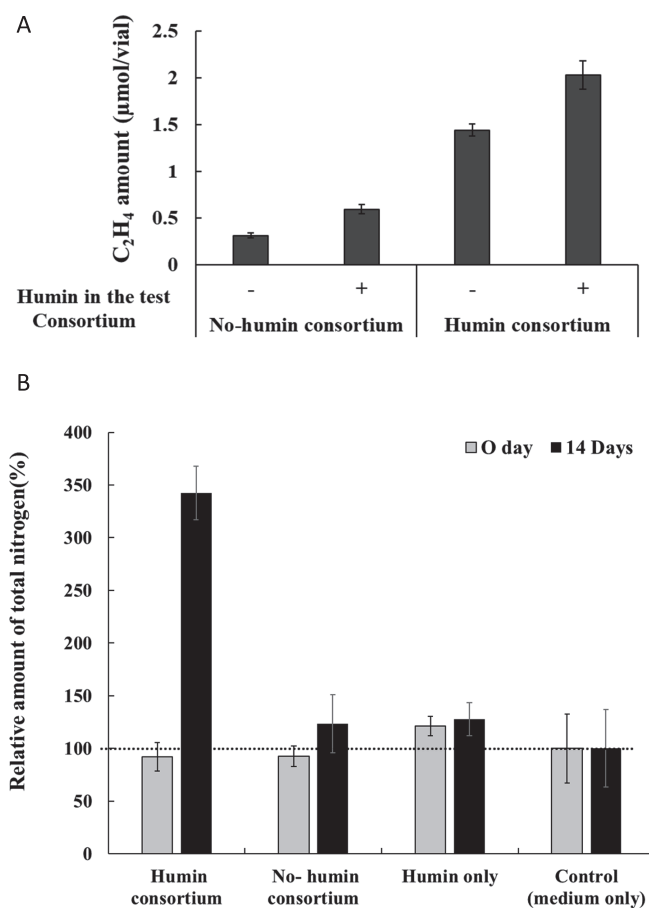 A
C₂H₄ amount (μmol/vial)
2.5
2
1.5
1
0.5
0
Humin in the test
Consortium
- + - +
No-humin consortium Humin consortium
B
Relative amount of total nitrogen(%)
400
350
300
250
200
150
100
50
0
O day 14 Days
Humin
consortium
No- humin
consortium
Humin only
Control
(medium only)